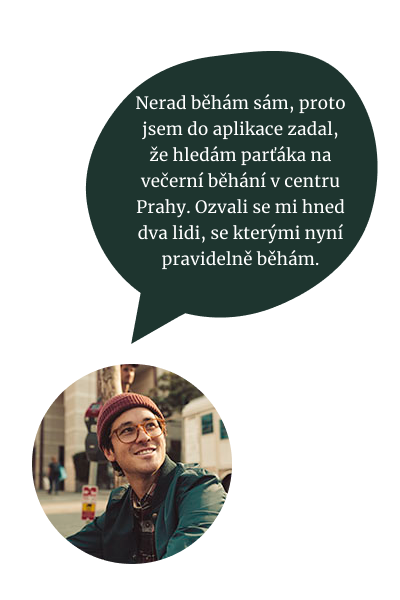 Nerad běhám sám, proto
jsem do aplikace zadal,
že hledám parťáka na
večerní běhání v centru
Prahy. Ozvali se mi hned
dva lidi, se kterými nyní
pravidelně běhám.